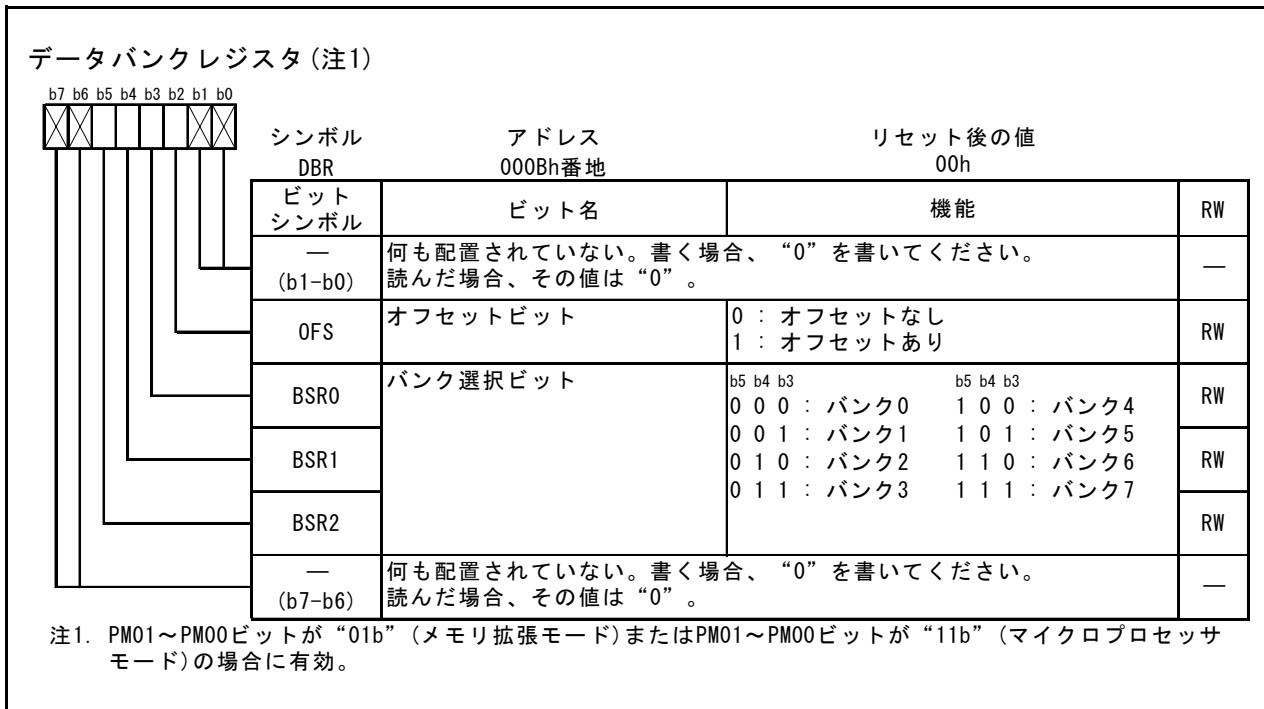 データバンクレジスタ(注1)
b7 b6 b5 b4 b3 b2 b1 b0
シンボル アドレス リセット後の値
DBR 000Bh番地 00h
ビット
シンボル ビット名 機能 RW
―
(b1-b0)
何も配置されていない。書く場合、“0”を書いてください。
読んだ場合、その値は“0”。
―
OFS
オフセットビット
0 : オフセットなし
1 : オフセットあり
RW
BSR0
バンク選択ビット
b5 b4 b3 b5 b4 b3
0 0 0 : バンク0 1 0 0 : バンク4
0 0 1 : バンク1 1 0 1 : バンク5
0 1 0 : バンク2 1 1 0 : バンク6
0 1 1 : バンク3 1 1 1 : バンク7
RW
BSR1
RW
BSR2
RW
―
(b7-b6)
何も配置されていない。書く場合、“0”を書いてください。
読んだ場合、その値は“0”。
―
注1. PM01~PM00ビットが“01b”(メモリ拡張モード)またはPM01~PM00ビットが“11b”(マイクロプロセッサ
モード)の場合に有効。